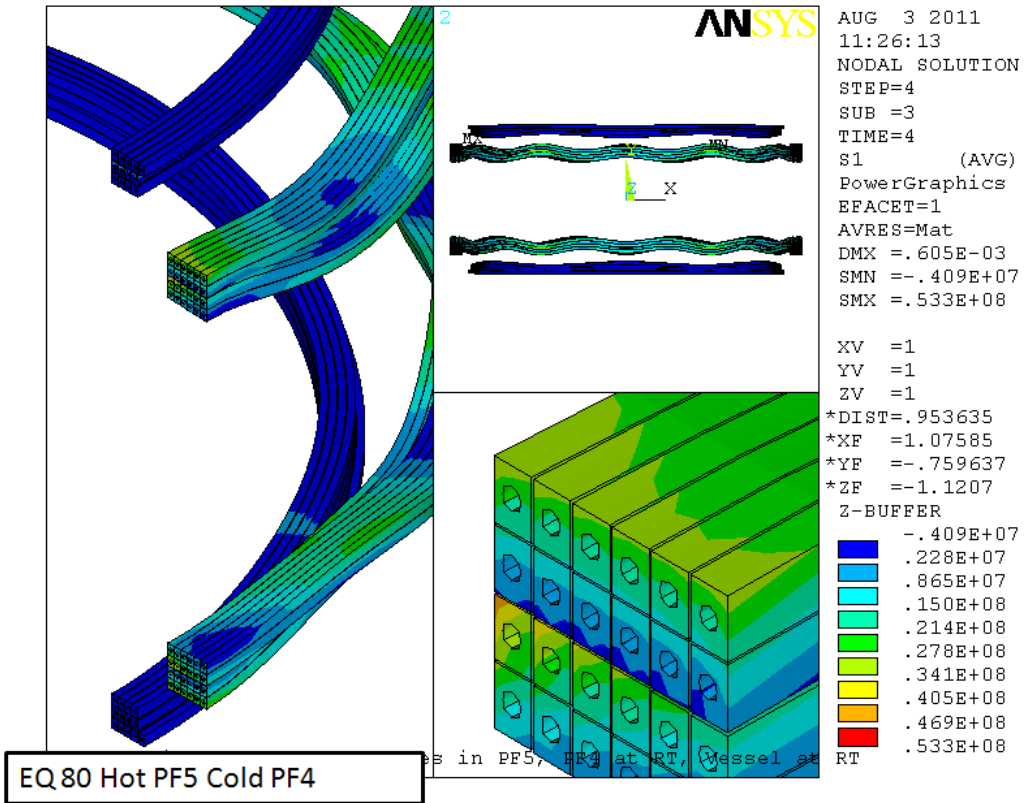 2
ANSYS
MX
MN
Y
Z X
AUG 3 2011
11:26:13
NODAL SOLUTION
STEP=4
SUB =3
TIME=4
S1 (AVG)
PowerGraphics
EFACET=1
AVRES=Mat
DMX =.605E-03
SMN =-.409E+07
SMX =.533E+08
XV =1
YV =1
ZV =1
*DIST=.953635
*XF =1.07585
*YF =-.759637
*ZF =-1.1207
Z-BUFFER
-.409E+07
.228E+07
.865E+07
.150E+08
.214E+08
.278E+08
.341E+08
.405E+08
.469E+08
.533E+08
es in PF5, PF4 at RT, Vessel at RT
EQ 80 Hot PF5 Cold PF4